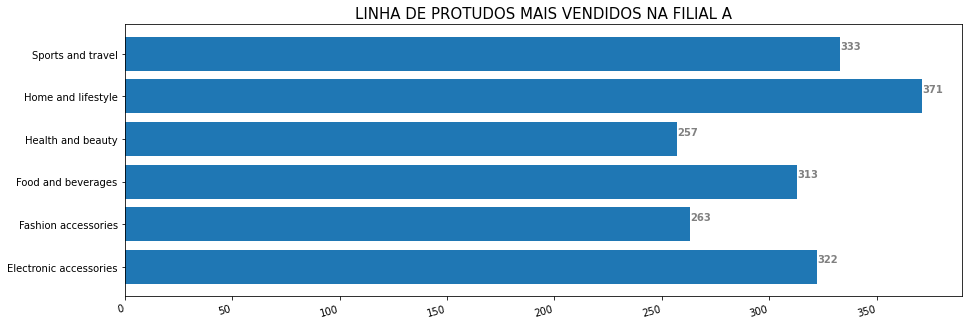 LINHA DE PROTUDOS MAIS VENDIDOS NA FILIAL A
Sports and travel 333
Home and lifestyle 371
Health and beauty 257
Food and beverages 313
Fashion accessories 263
Electronic accessories 322
0 50 100 150 200 250 300 350